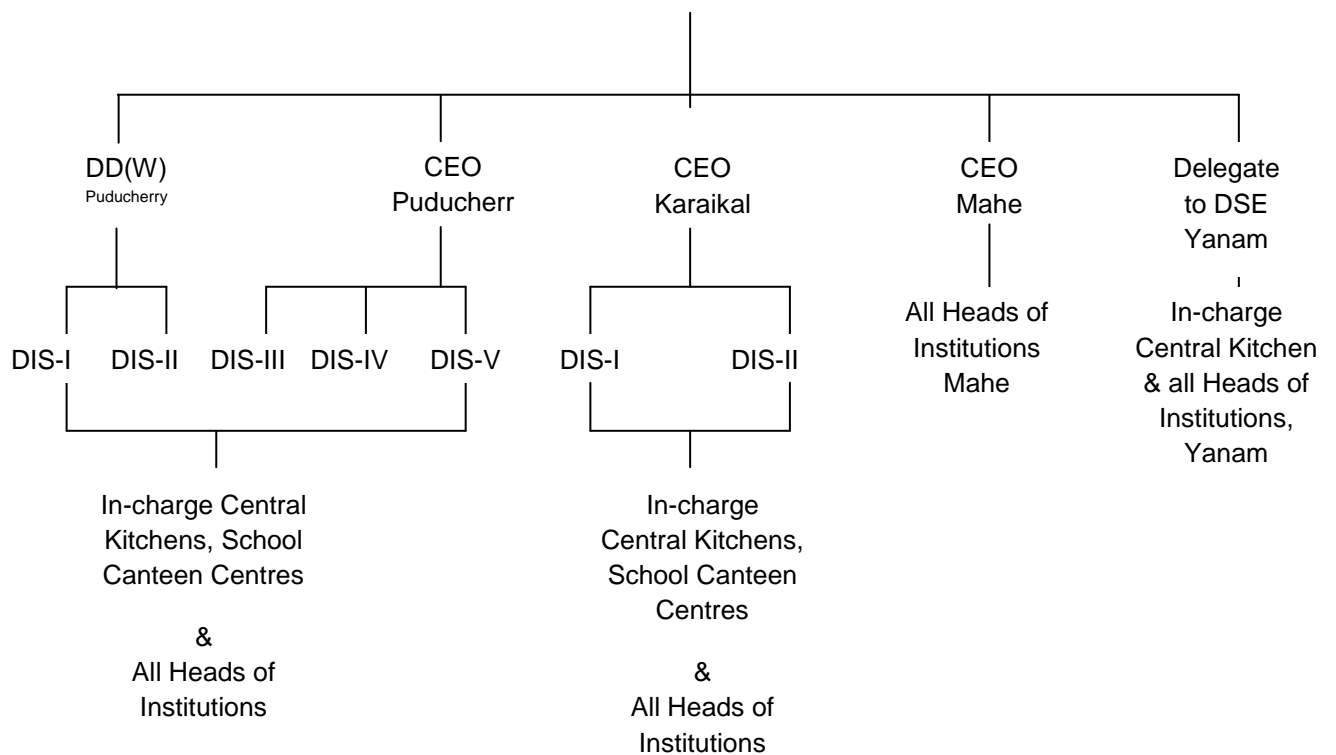 DD(W)
Puducherry
CEO
Puducherr
CEO
Karaikal
CEO
Mahe
Delegate
to DSE
Yanam
DIS-I
DIS-II
DIS-III
DIS-IV
DIS-V
DIS-I
DIS-II
All Heads of
Institutions
Mahe
In-charge
Central Kitchen
& all Heads of
Institutions,
Yanam
In-charge Central
Kitchens, School
Canteen Centres
&
All Heads of
Institutions
In-charge
Central Kitchens,
School Canteen
Centres
&
All Heads of
Institutions